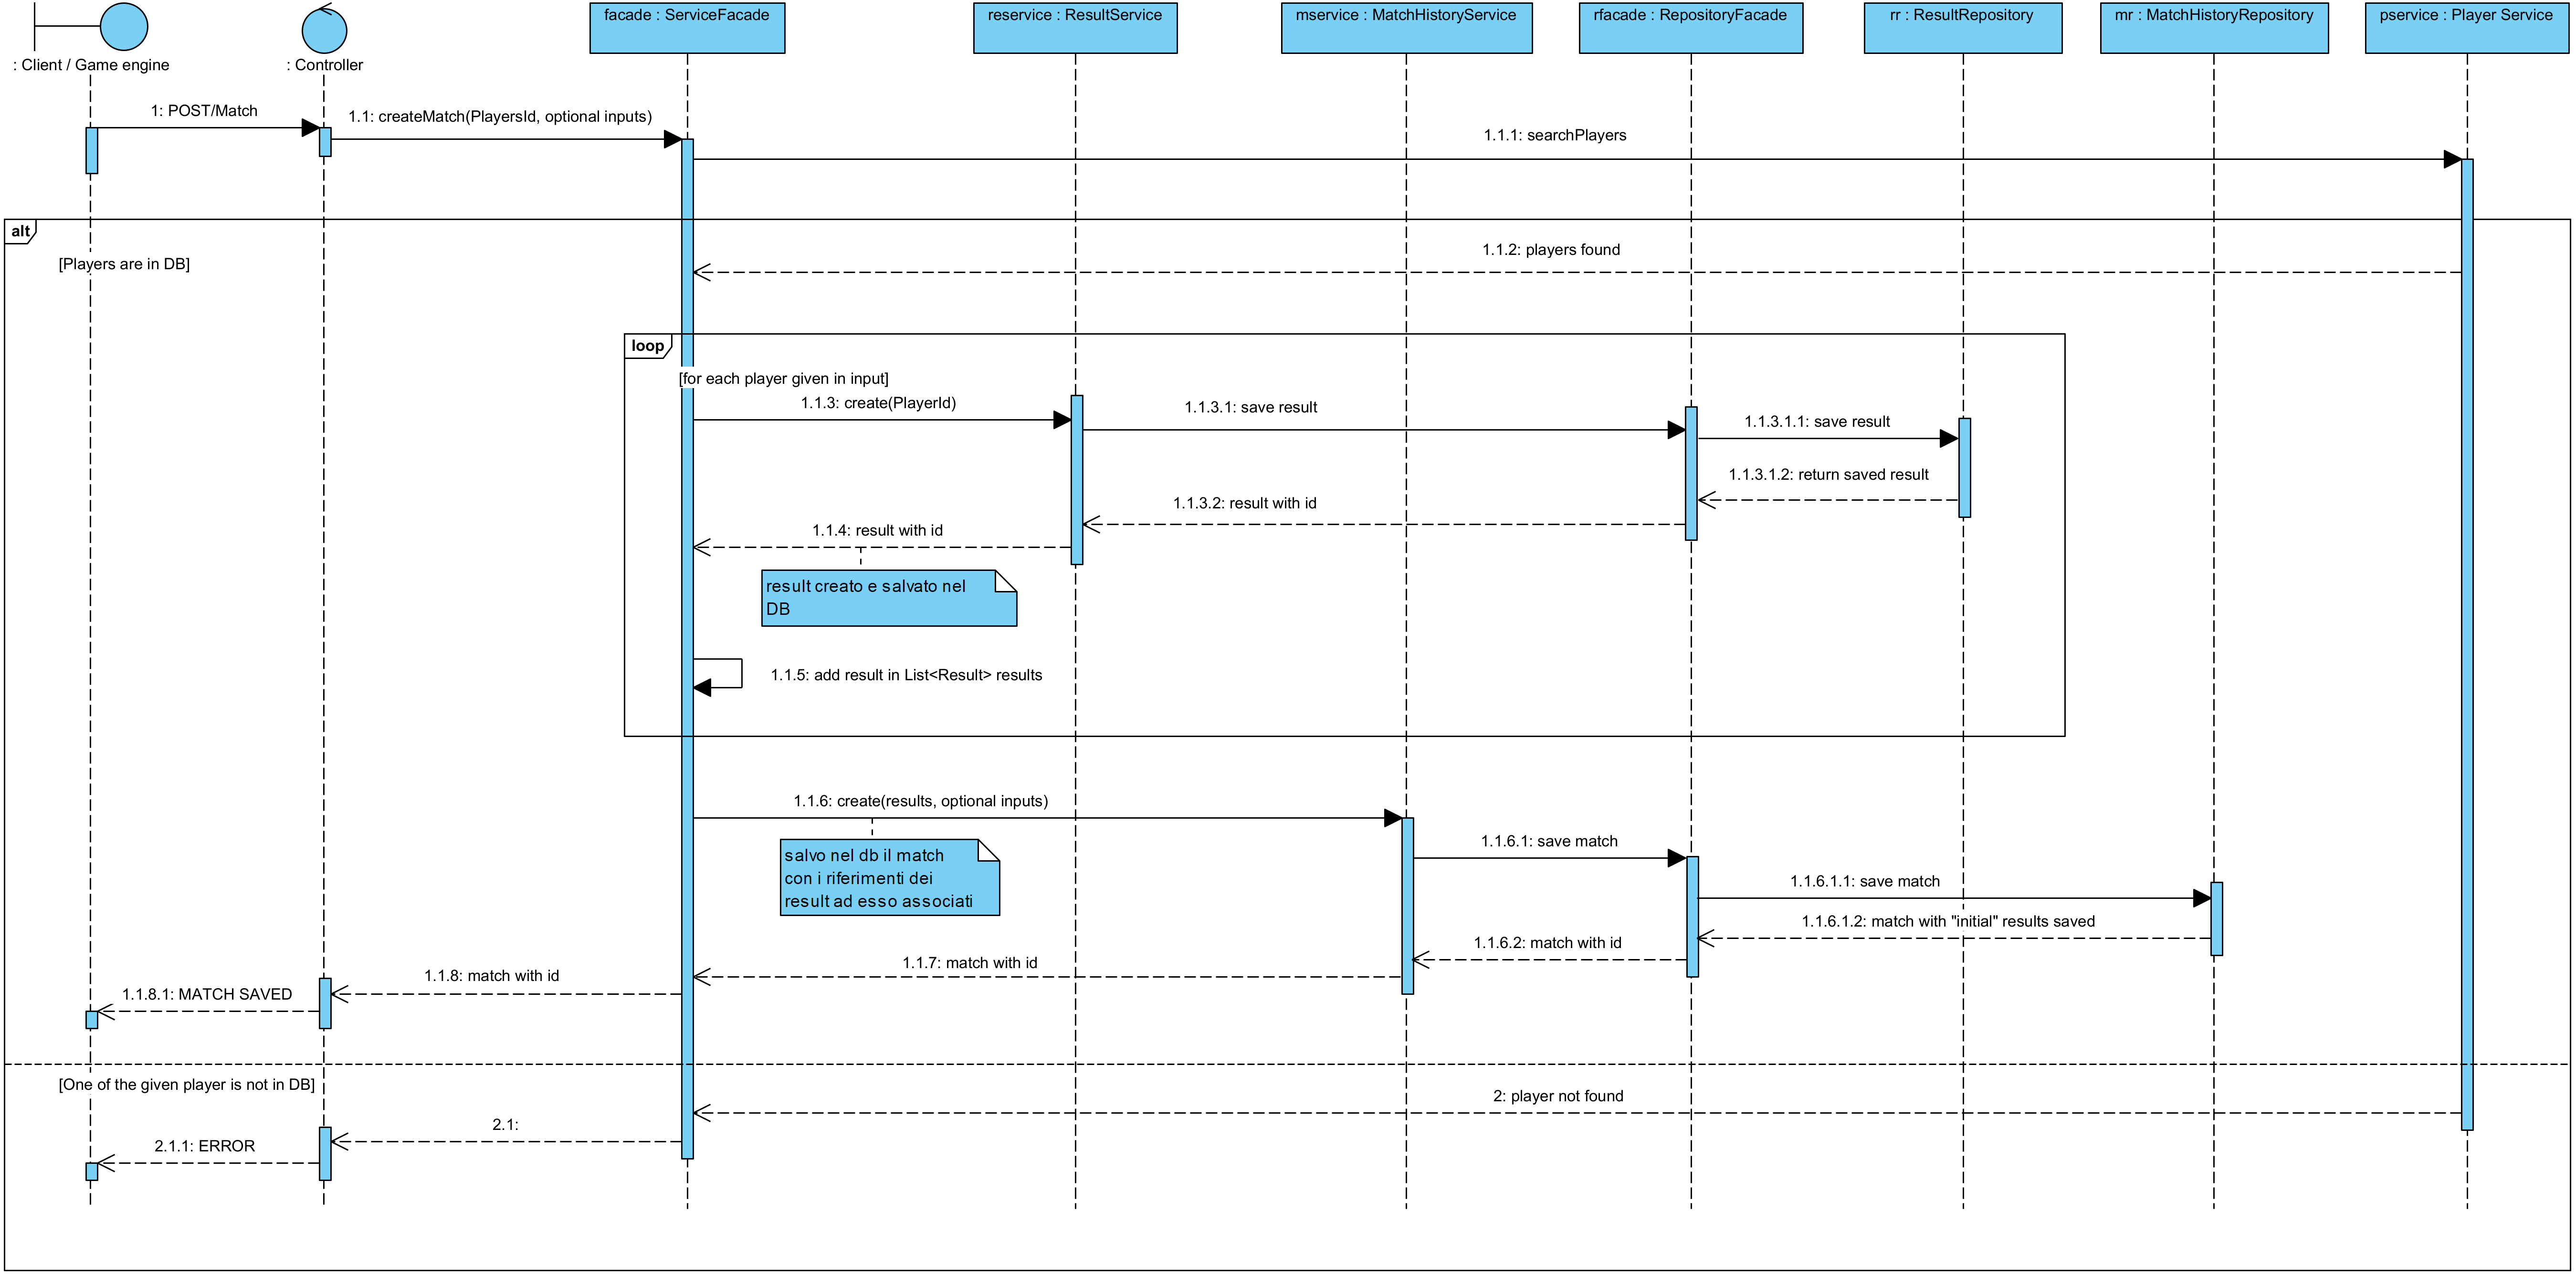 : Client / Game engine
: Controller
facade : ServiceFacade
reservice : ResultService
mservice : MatchHistoryService
rfacade : RepositoryFacade
rr : ResultRepository
mr : MatchHistoryRepository
pservice : Player Service
1: POST/Match
1.1: createMatch(PlayersId, optional inputs)
1.1.1: searchPlayers
alt
[Players are in DB]
1.1.2: players found
loop
[for each player given in input]
1.1.3: create(PlayerId)
1.1.3.1: save result
1.1.3.1.1: save result
1.1.3.1.2: return saved result
1.1.3.2: result with id
1.1.4: result with id
result creato e salvato nel
DB
1.1.5: add result in List<Result> results
1.1.6: create(results, optional inputs)
salvo nel db il match
con i riferimenti dei
result ad esso associati
1.1.6.1: save match
1.1.6.1.1: save match
1.1.6.1.2: match with "initial" results saved
1.1.6.2: match with id
1.1.7: match with id
1.1.8: match with id
1.1.8.1: MATCH SAVED
[One of the given player is not in DB]
2: player not found
2.1:
2.1.1: ERROR